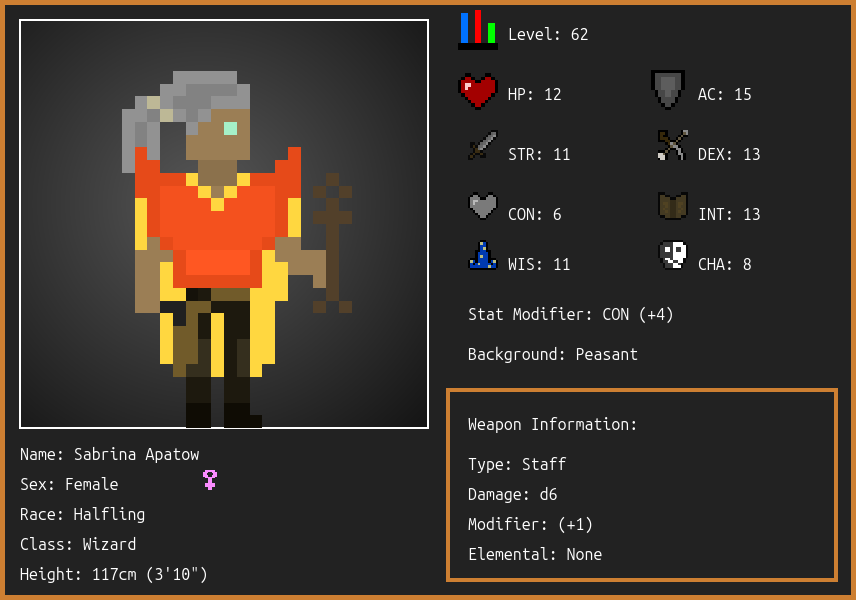 Level: 62
HP: 12
AC: 15
STR: 11
DEX: 13
CON: 6
INT: 13
WIS: 11
CHA: 8
Stat Modifier: CON (+4)
Background: Peasant
Weapon Information:
Type: Staff
Damage: d6
Modifier: (+1)
Elemental: None
Name: Sabrina Apatow
Sex: Female
Race: Halfling
Class: Wizard
Height: 117cm (3'10")